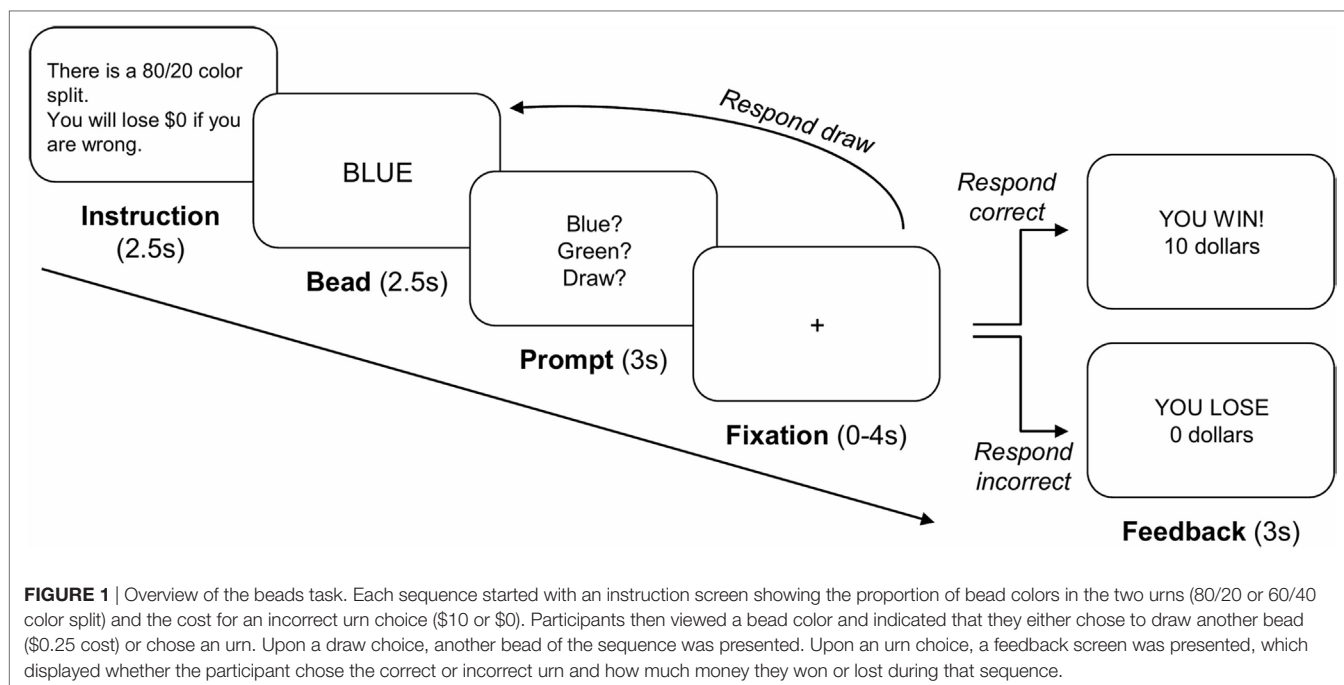 There is a 80/20 color
split.
You will lose $0 if you
are wrong.
Instruction
(2.5s)
BLUE
Bead (2.5s)
Blue?
Green?
Draw?
Prompt (3s)
+
Fixation (0-4s)
Respond draw
Respond
correct
YOU WIN!
10 dollars
Respond
incorrect
YOU LOSE
0 dollars
Feedback (3s)
FIGURE 1 | Overview of the beads task. Each sequence started with an instruction screen showing the proportion of bead colors in the two urns (80/20 or 60/40
color split) and the cost for an incorrect urn choice ($10 or $0). Participants then viewed a bead color and indicated that they either chose to draw another bead
($0.25 cost) or chose an urn. Upon a draw choice, another bead of the sequence was presented. Upon an urn choice, a feedback screen was presented, which
displayed whether the participant chose the correct or incorrect urn and how much money they won or lost during that sequence.